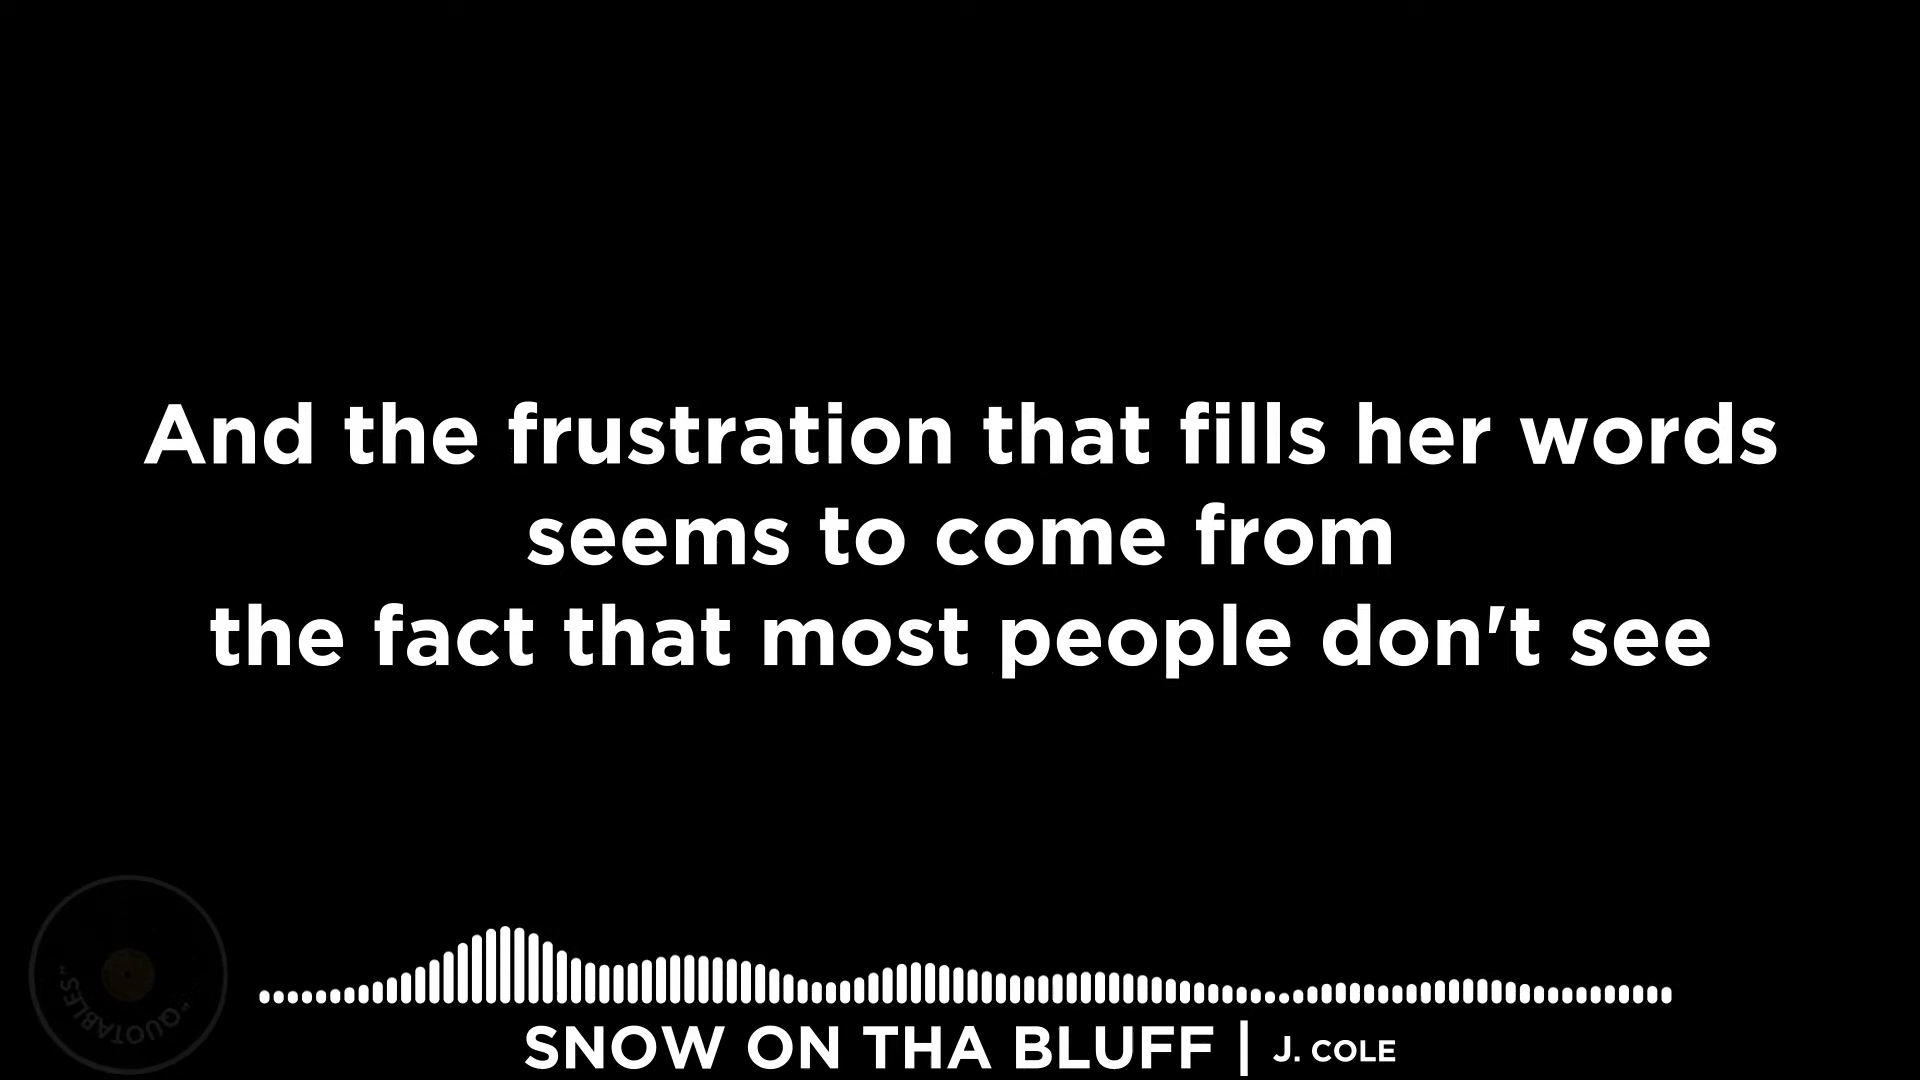 And the frustration that fills her words
seems to come from
the fact that most people don't see
"QUOTABLES"
SNOW ON THA BLUFF | J. COLE